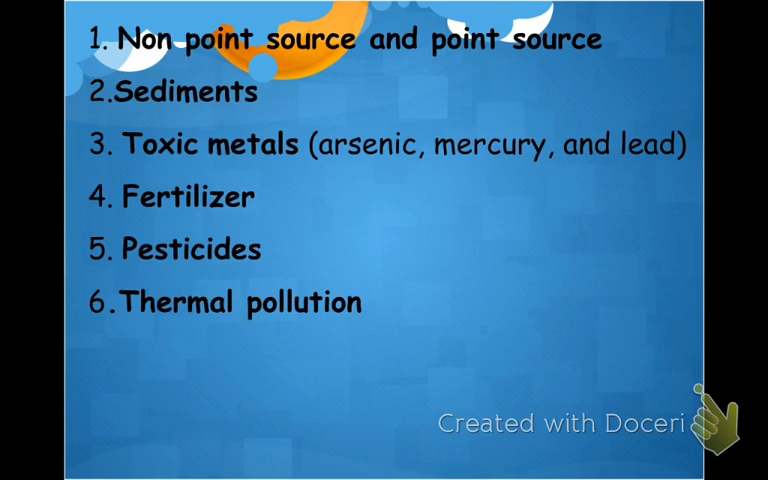 1. Non point source and point source
2.Sediments
3. Toxic metals (arsenic, mercury, and lead)
4. Fertilizer
5. Pesticides
6.Thermal pollution
Created with Doceri